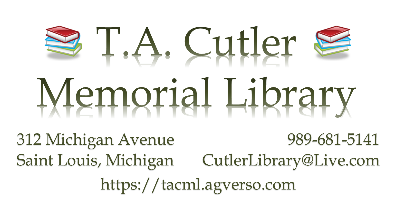 T.A. Cutler
Memorial Library
312 Michigan Avenue 989-681-5141
Saint Louis, Michigan CutlerLibrary@Live.com
https://tacml.agverso.com